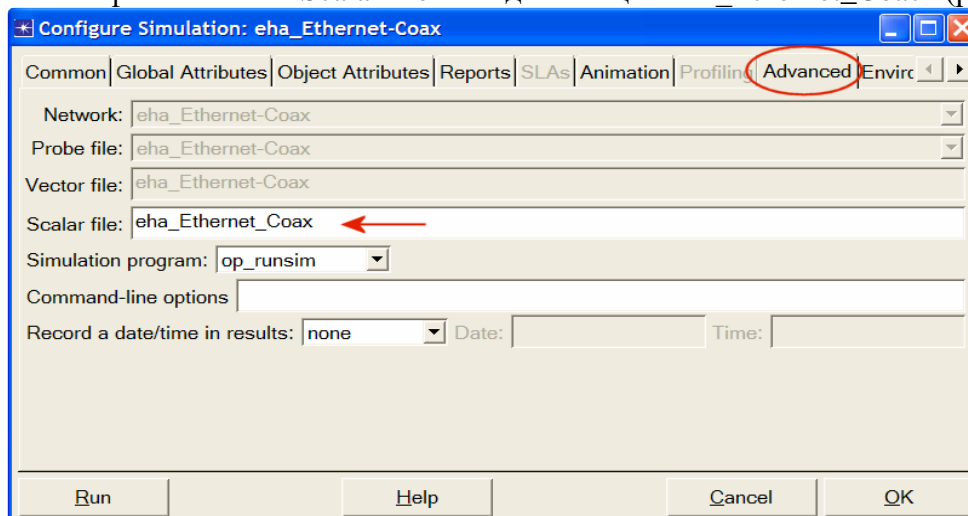 Configure Simulation: eha_Ethernet-Coax
Common Global Attributes Object Attributes Reports SLAs Animation Profiling Advanced Envirc
Network: eha_Ethernet-Coax
Probe file: eha_Ethernet-Coax
Vector file: eha_Ethernet-Coax
Scalar file: eha_Ethernet_Coax
Simulation program: op_runsim
Command-line options
Record a date/time in results: none Date: Time:
Run Help Cancel OK